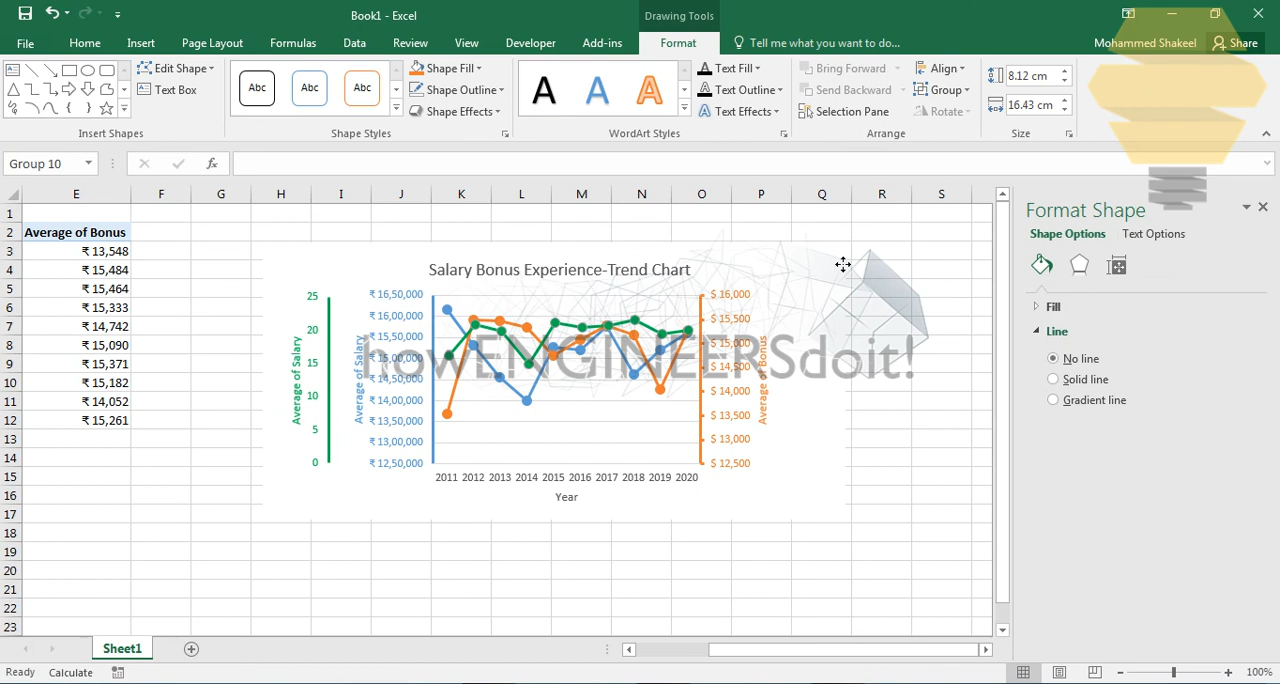 Book1 - Excel
Drawing Tools
File Home Insert Page Layout Formulas Data Review View Developer Add-ins Format Tell me what you want to do... Mohammed Shakeel Share
Edit Shape
Text Box
Insert Shapes
Abc Abc Abc
Shape Fill
Shape Outline
Shape Effects
Shape Styles
A A A
Text Fill
Text Outline
Text Effects
WordArt Styles
Bring Forward
Send Backward
Selection Pane
Align
Group
Rotate
Arrange
8.12 cm
16.43 cm
Size
Group 10
fx
E F G H I J K L M N O P Q R S
1
2 Average of Bonus
3 ₹ 13,548
4 ₹ 15,484
5 ₹ 15,464
6 ₹ 15,333
7 ₹ 14,742
8 ₹ 15,090
9 ₹ 15,371
10 ₹ 15,182
11 ₹ 14,052
12 ₹ 15,261
13
14
15
16
17
18
19
20
21
22
23
Salary Bonus Experience-Trend Chart
Average of Salary
25
20
15
10
5
0
Average of Salary
₹ 16,50,000
₹ 16,00,000
₹ 15,50,000
₹ 15,00,000
₹ 14,50,000
₹ 14,00,000
₹ 13,50,000
₹ 13,00,000
₹ 12,50,000
$ 16,000
$ 15,500
$ 15,000
$ 14,500
$ 14,000
$ 13,500
$ 13,000
$ 12,500
Average of Bonus
2011 2012 2013 2014 2015 2016 2017 2018 2019 2020
Year
howENGINEERSdoit!
Format Shape
Shape Options Text Options
Fill
Line
No line
Solid line
Gradient line
Sheet1
Ready Calculate
100%